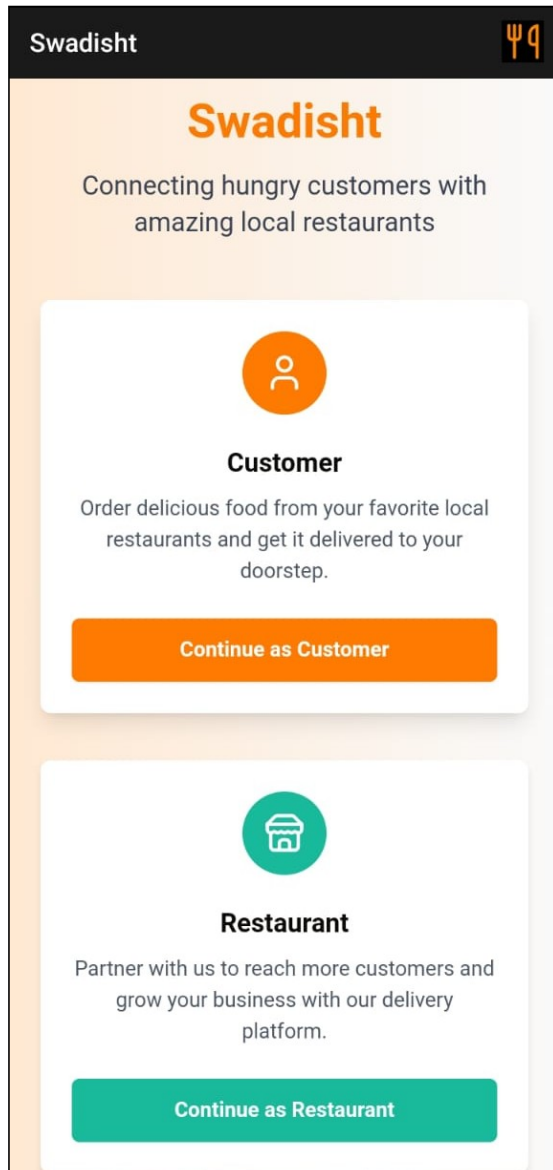 Swadisht
Swadisht
Connecting hungry customers with
amazing local restaurants
Customer
Order delicious food from your favorite local
restaurants and get it delivered to your
doorstep.
Continue as Customer
Restaurant
Partner with us to reach more customers and
grow your business with our delivery
platform.
Continue as Restaurant